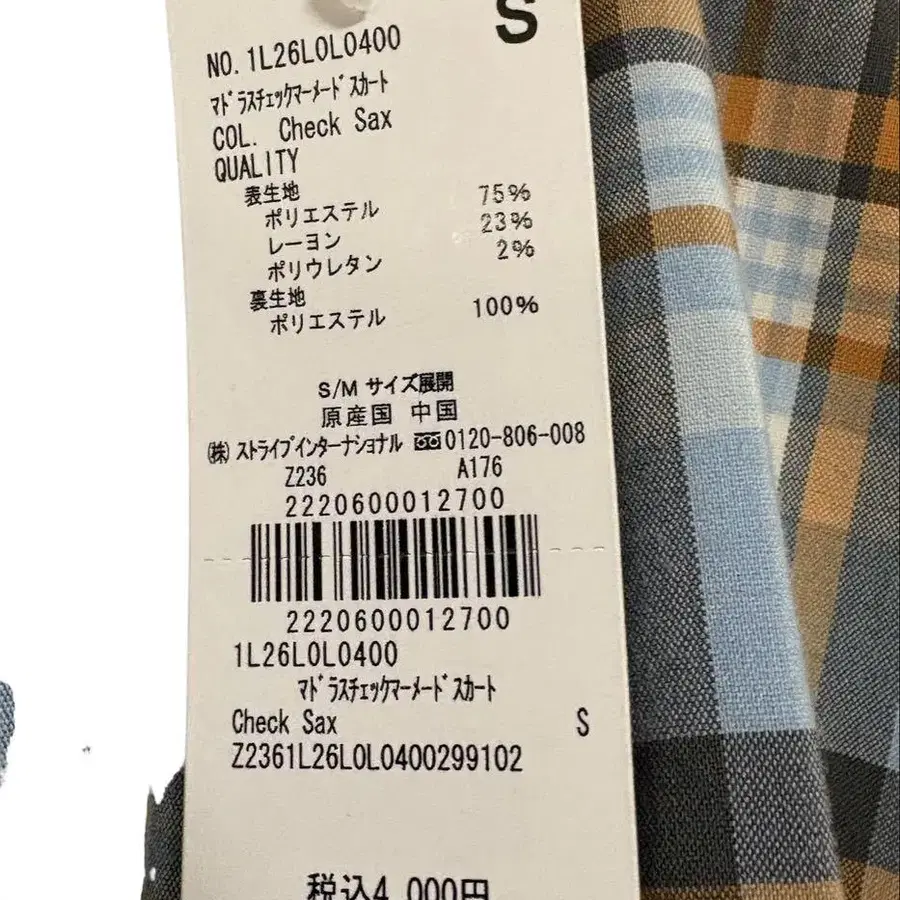 S
NO. 1L26L0L0400
ﾏﾄﾞﾗｽﾁｪｯｸﾏｰﾒｰﾄﾞｽｶｰﾄ
COL. Check Sax
QUALITY
表生地
ポリエステル 75%
レーヨン 23%
ポリウレタン 2%
裏生地
ポリエステル 100%
S/M サイズ展開
原産国 中国
㈱ ｽﾄﾗｲﾌﾟｲﾝﾀｰﾅｼｮﾅﾙ 0120-806-008
Z236 A176
2220600012700
2220600012700
1L26L0L0400
ﾏﾄﾞﾗｽﾁｪｯｸﾏｰﾒｰﾄﾞｽｶｰﾄ
Check Sax S
Z2361L26L0L0400299102
税込4,000円